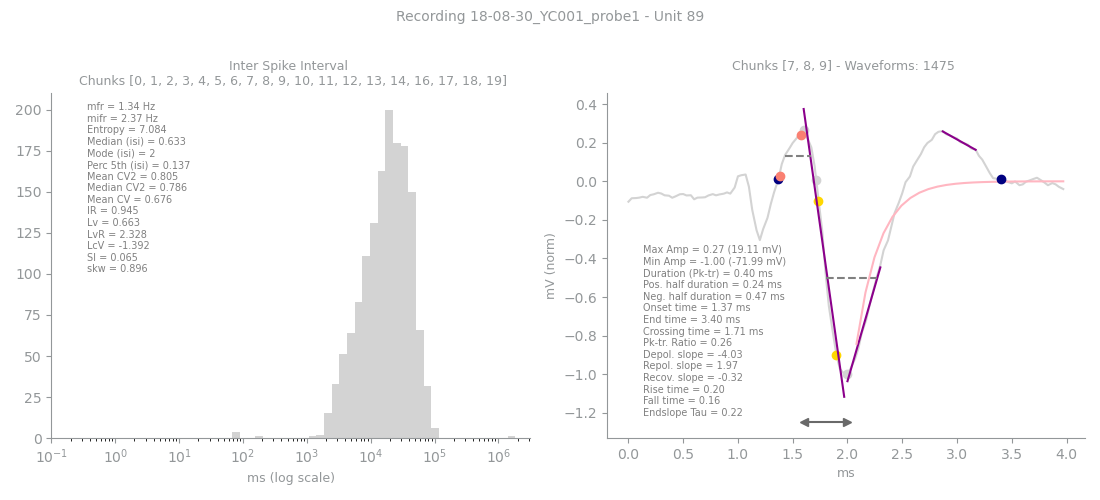 Recording 18-08-30_YC001_probe1 - Unit 89
Inter Spike Interval
Chunks [0, 1, 2, 3, 4, 5, 6, 7, 8, 9, 10, 11, 12, 13, 14, 16, 17, 18, 19]
200
175
150
125
100
75
50
25
0
mfr = 1.34 Hz
mifr = 2.37 Hz
Entropy = 7.084
Median (isi) = 0.633
Mode (isi) = 2
Perc 5th (isi) = 0.137
Mean CV2 = 0.805
Median CV2 = 0.786
Mean CV = 0.676
IR = 0.945
Lv = 0.663
LvR = 2.328
LcV = -1.392
SI = 0.065
skw = 0.896
10⁻¹ 10⁰ 10¹ 10² 10³ 10⁴ 10⁵ 10⁶
ms (log scale)
Chunks [7, 8, 9] - Waveforms: 1475
mV (norm)
0.4
0.2
0.0
−0.2
−0.4
−0.6
−0.8
−1.0
−1.2
Max Amp = 0.27 (19.11 mV)
Min Amp = -1.00 (-71.99 mV)
Duration (Pk-tr) = 0.40 ms
Pos. half duration = 0.24 ms
Neg. half duration = 0.47 ms
Onset time = 1.37 ms
End time = 3.40 ms
Crossing time = 1.71 ms
Pk-tr. Ratio = 0.26
Depol. slope = -4.03
Repol. slope = 1.97
Recov. slope = -0.32
Rise time = 0.20
Fall time = 0.16
Endslope Tau = 0.22
0.0 0.5 1.0 1.5 2.0 2.5 3.0 3.5 4.0
ms